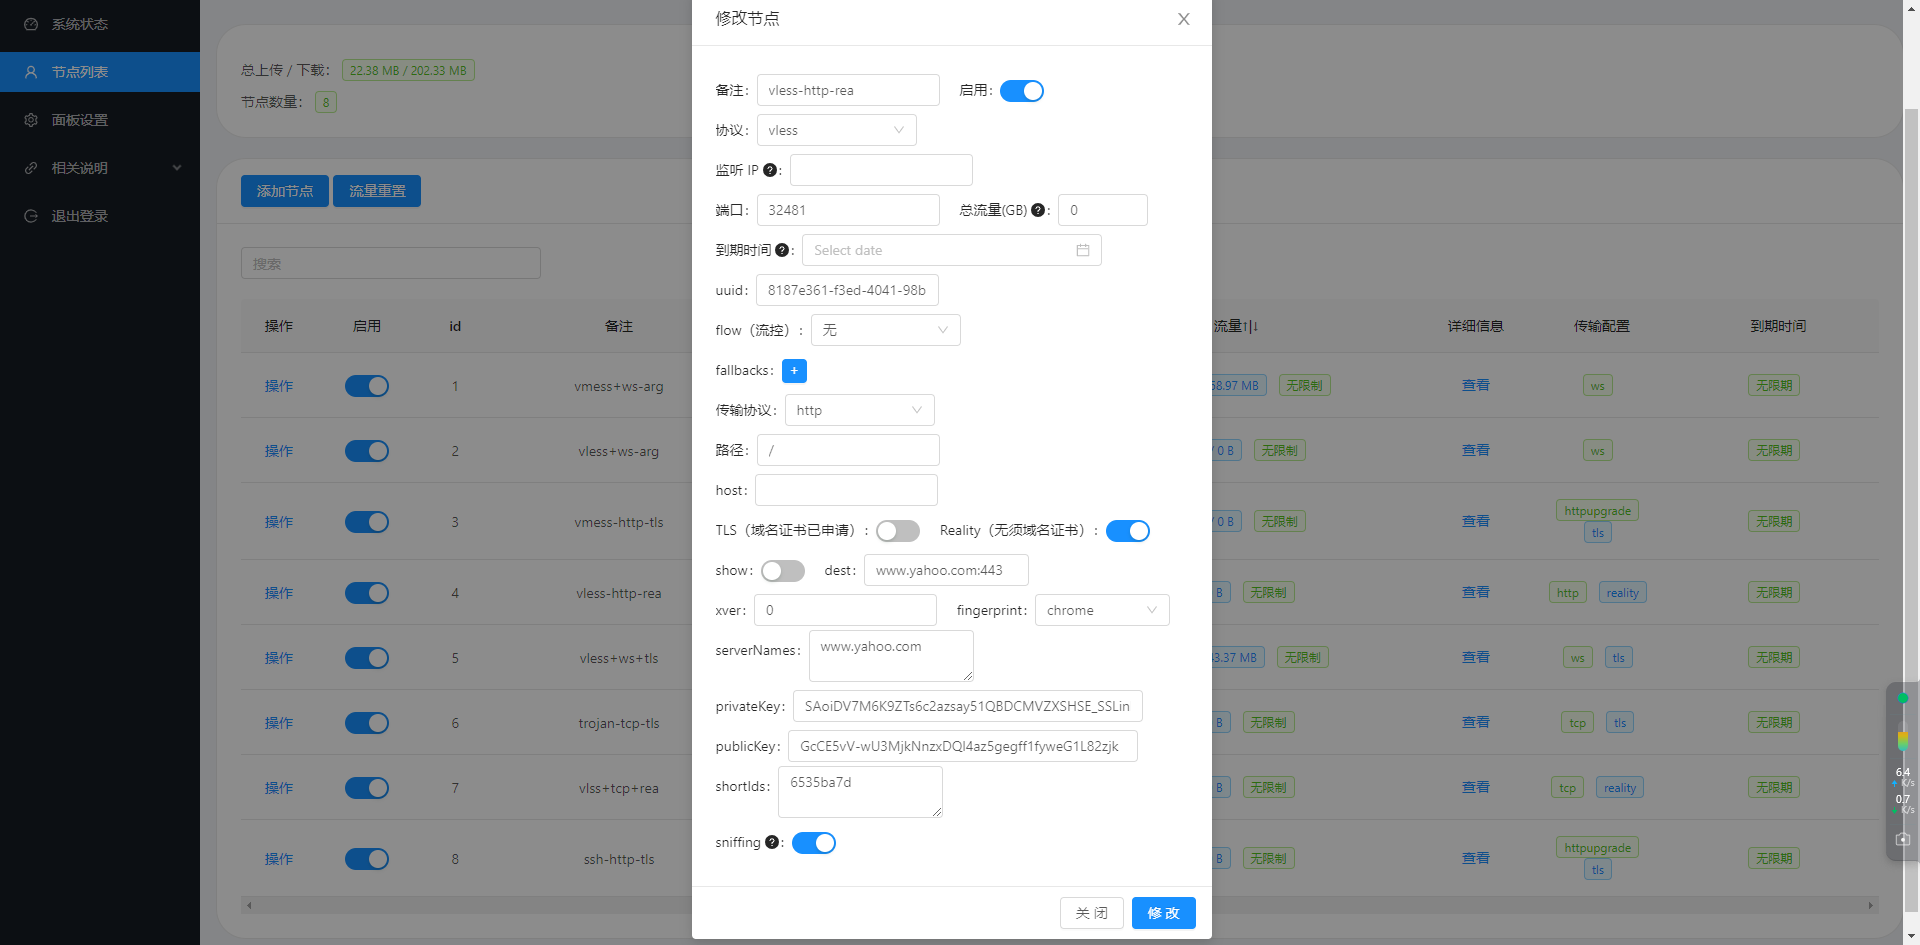 系统状态
节点列表
面板设置
相关说明
退出登录
总上传 / 下载: 22.38 MB / 202.33 MB
节点数量: 8
添加节点 流量重置
搜索
操作 启用 id 备注 流量↑|↓ 详细信息 传输配置 到期时间
操作 1 vmess+ws-arg 58.97 MB 无限制 查看 ws 无限期
操作 2 vless+ws-arg / 0 B 无限制 查看 ws 无限期
操作 3 vmess-http-tls / 0 B 无限制 查看 httpupgrade tls 无限期
操作 4 vless-http-rea B 无限制 查看 http reality 无限期
操作 5 vless+ws+tls 43.37 MB 无限制 查看 ws tls 无限期
操作 6 trojan-tcp-tls B 无限制 查看 tcp tls 无限期
操作 7 vlss+tcp+rea B 无限制 查看 tcp reality 无限期
操作 8 ssh-http-tls B 无限制 查看 httpupgrade tls 无限期
修改节点
备注: vless-http-rea 启用:
协议: vless
监听 IP ? :
端口: 32481 总流量(GB) ? : 0
到期时间 ? : Select date
uuid: 8187e361-f3ed-4041-98b
flow（流控）: 无
fallbacks: +
传输协议: http
路径: /
host:
TLS（域名证书已申请）: Reality（无须域名证书）:
show: dest: www.yahoo.com:443
xver: 0 fingerprint: chrome
serverNames: www.yahoo.com
privateKey: SAoiDV7M6K9ZTs6c2azsay51QBDCMVZXSHSE_SSLin
publicKey: GcCE5vV-wU3MjkNnzxDQl4az5gegff1fyweG1L82zjk
shortIds: 6535ba7d
sniffing ? :
关 闭 修 改
6.4
K/s
0.7
K/s